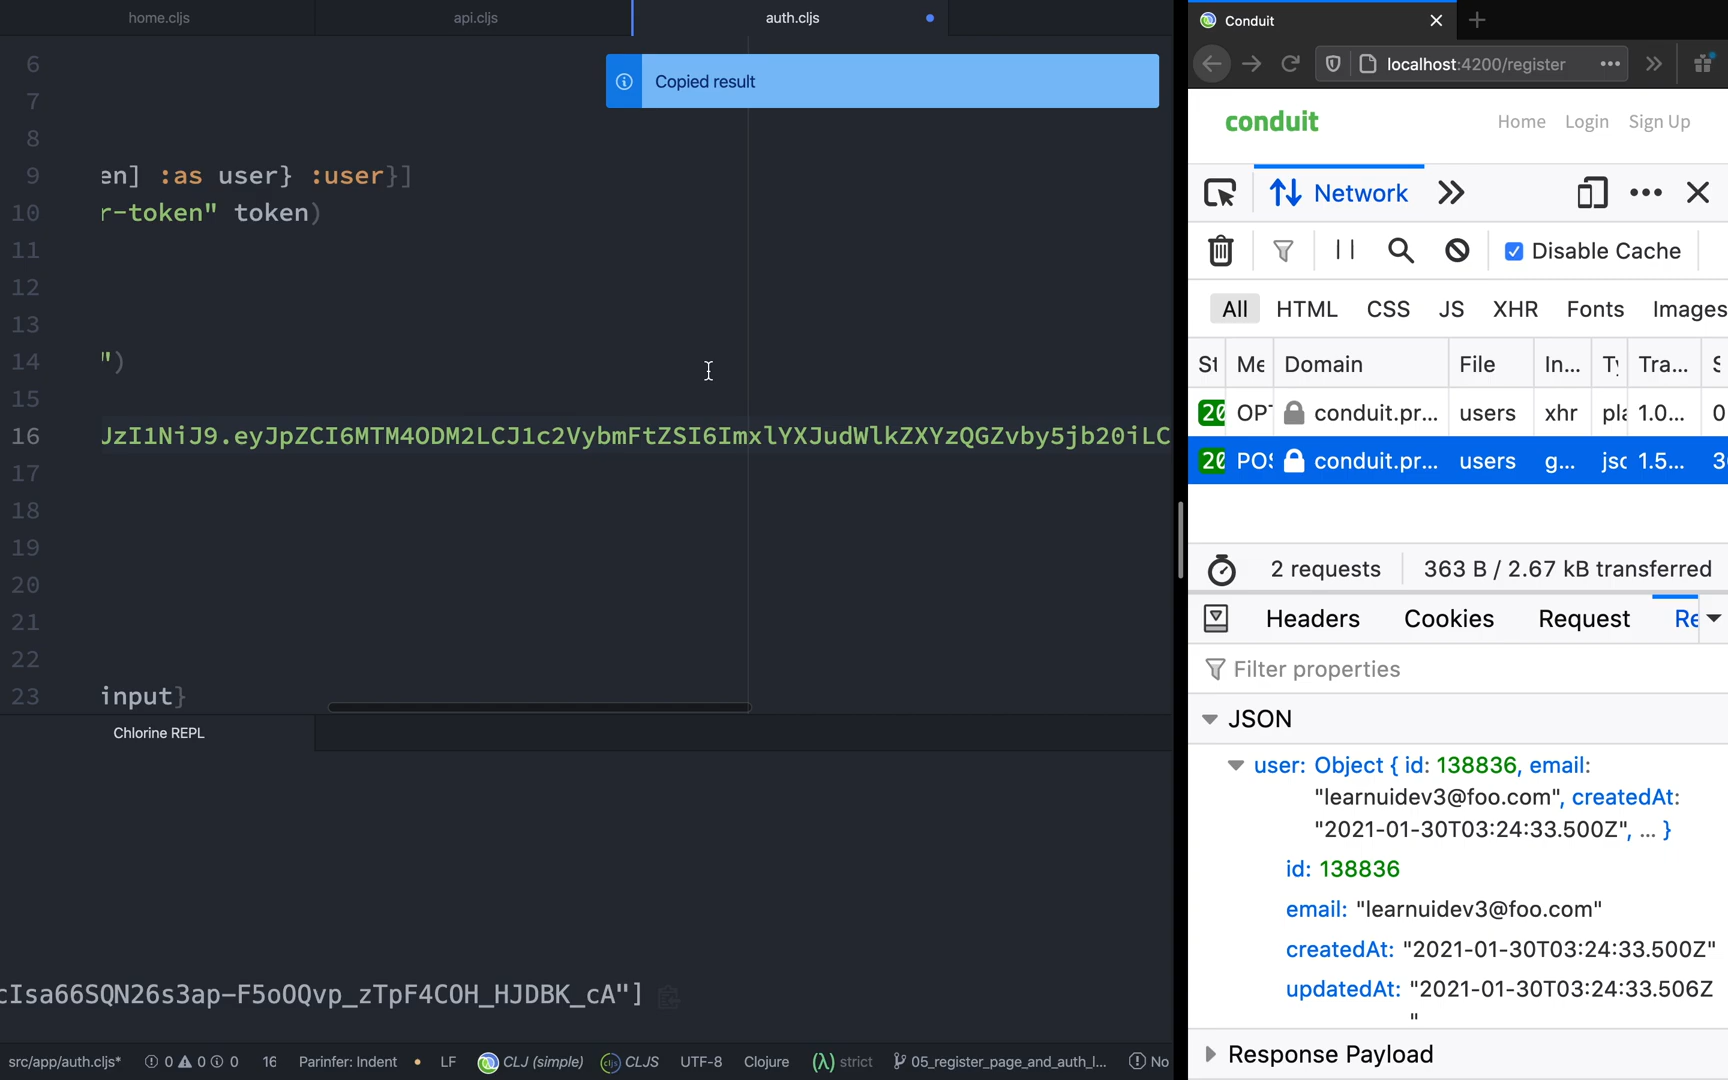 home.cljs
api.cljs
auth.cljs
Copied result
6
7
8
9 en] :as user} :user}]
10 r-token" token)
11
12
13
14 ")
15
16 JzI1NiJ9.eyJpZCI6MTM4ODM2LCJ1c2VybmFtZSI6ImxlYXJudWlkZXYzQGZvby5jb20iLC
17
18
19
20
21
22
23 input}
Chlorine REPL
cIsa66SQN26s3ap-F5oOQvp_zTpF4COH_HJDBK_cA"]
src/app/auth.cljs* 0 0 0 16 Parinfer: Indent LF CLJ (simple) CLJS UTF-8 Clojure (λ) strict 05_register_page_and_auth_l... No
Conduit
localhost:4200/register
conduit
Home Login Sign Up
Network
Disable Cache
All HTML CSS JS XHR Fonts Images
St Me Domain File In... Ty Tra... S
20 OPT conduit.pr... users xhr pla 1.0... 0
20 POS conduit.pr... users g... jsc 1.5... 3
2 requests 363 B / 2.67 kB transferred
Headers Cookies Request Re
Filter properties
JSON
user: Object { id: 138836, email:
"learnuidev3@foo.com", createdAt:
"2021-01-30T03:24:33.500Z", ... }
id: 138836
email: "learnuidev3@foo.com"
createdAt: "2021-01-30T03:24:33.500Z"
updatedAt: "2021-01-30T03:24:33.506Z
"
Response Payload